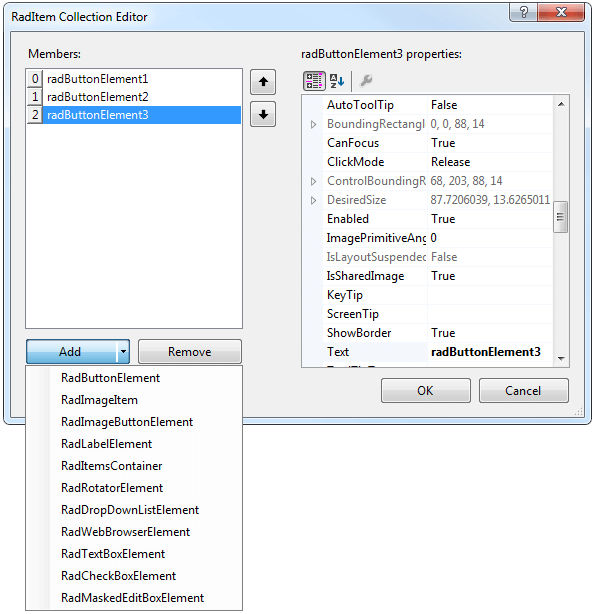 RadItem Collection Editor
Members:
0 radButtonElement1
1 radButtonElement2
2 radButtonElement3
Add
Remove
RadButtonElement
RadImageItem
RadImageButtonElement
RadLabelElement
RadItemsContainer
RadRotatorElement
RadDropDownListElement
RadWebBrowserElement
RadTextBoxElement
RadCheckBoxElement
RadMaskedEditBoxElement
radButtonElement3 properties:
AutoToolTip False
BoundingRectangl 0, 0, 88, 14
CanFocus True
ClickMode Release
ControlBoundingR 68, 203, 88, 14
DesiredSize 87.7206039, 13.6265011
Enabled True
ImagePrimitiveAng 0
IsLayoutSuspended False
IsSharedImage True
KeyTip
ScreenTip
ShowBorder True
Text radButtonElement3
OK
Cancel